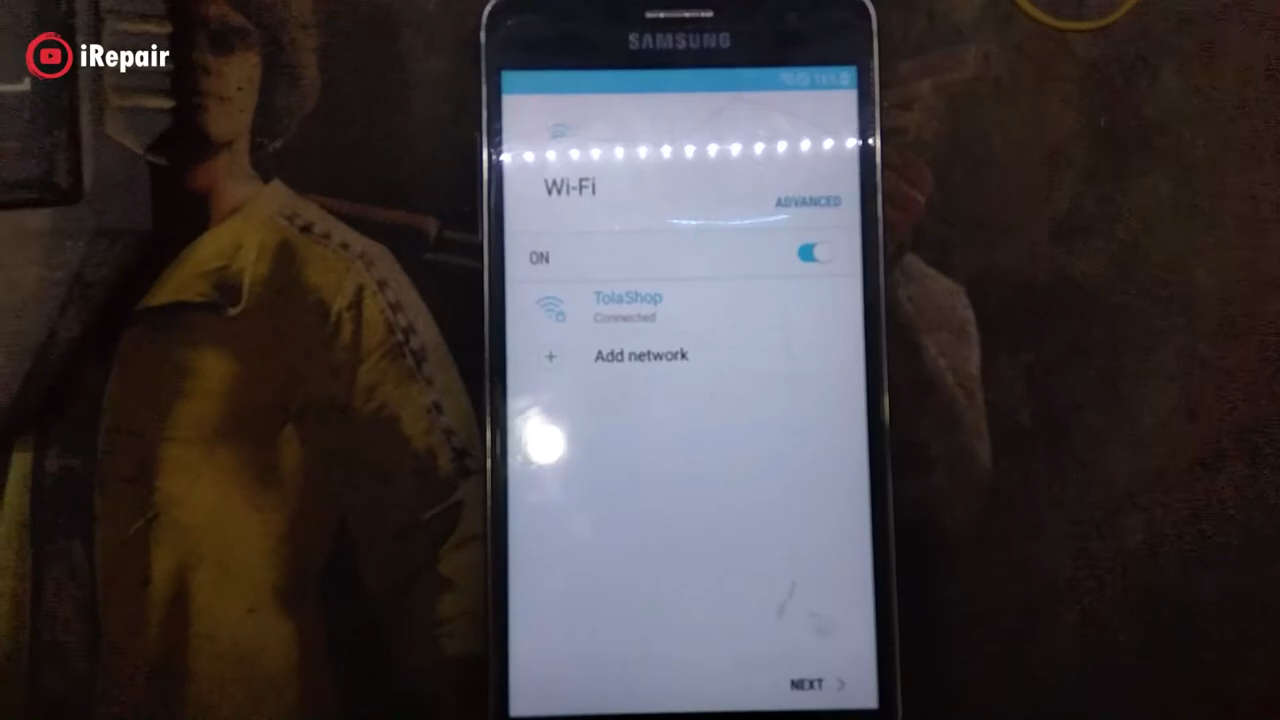 iRepair
SAMSUNG
Wi-Fi
ADVANCED
ON
TolaShop
Connected
Add network
NEXT